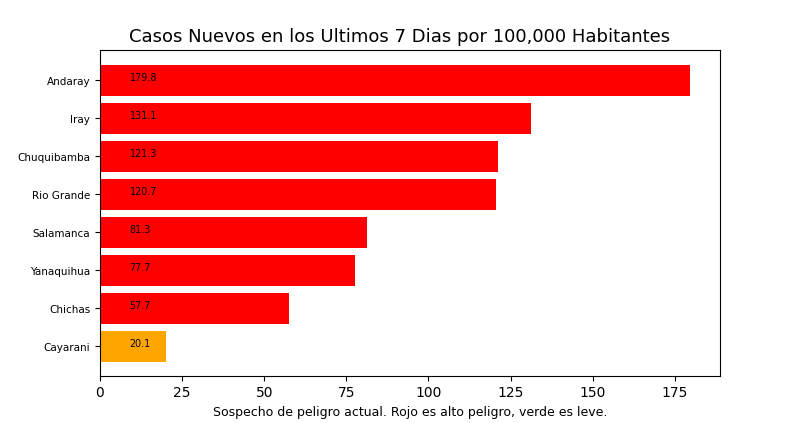 Casos Nuevos en los Ultimos 7 Dias por 100,000 Habitantes
Andaray 179.8
Iray 131.1
Chuquibamba 121.3
Rio Grande 120.7
Salamanca 81.3
Yanaquihua 77.7
Chichas 57.7
Cayarani 20.1
0 25 50 75 100 125 150 175
Sospecho de peligro actual. Rojo es alto peligro, verde es leve.